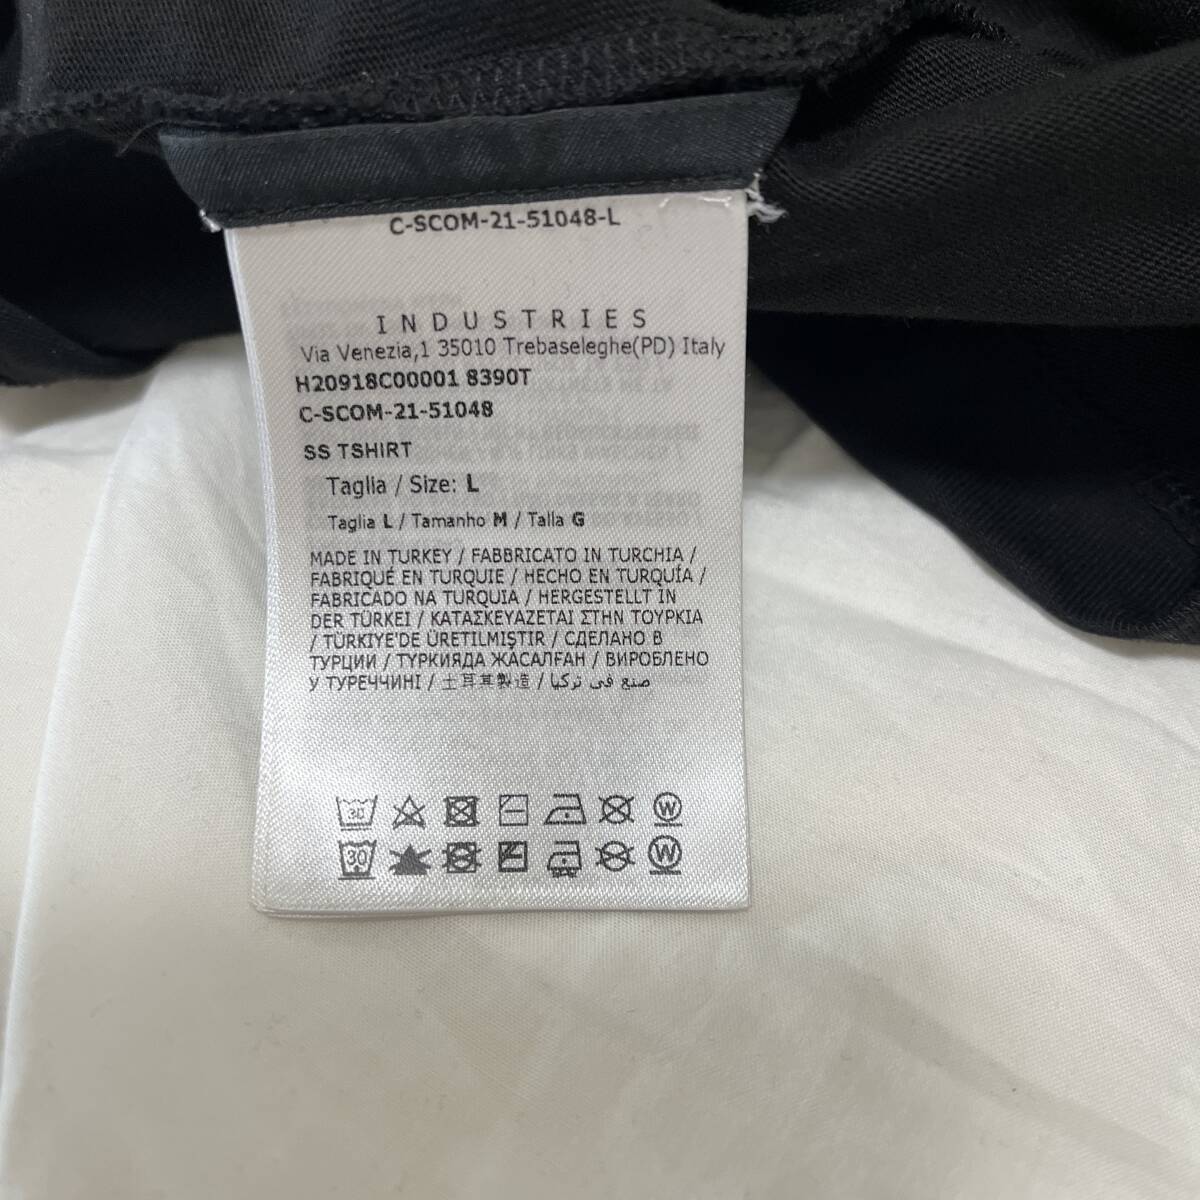 C-SCOM-21-51048-L
INDUSTRIES
Via Venezia,1 35010 Trebaseleghe(PD) Italy
H20918C00001 8390T
C-SCOM-21-51048
SS TSHIRT
Taglia / Size: L
Taglia L / Tamanho M / Talla G
MADE IN TURKEY / FABBRICATO IN TURCHIA /
FABRIQUÉ EN TURQUIE / HECHO EN TURQUÍA /
FABRICADO NA TURQUIA / HERGESTELLT IN
DER TÜRKEI / ΚΑΤΑΣΚΕΥΑΖΕΤΑΙ ΣΤΗΝ ΤΟΥΡΚΙΑ
/ TÜRKIYE'DE ÜRETILMIŞTIR / СДЕЛАНО В
ТУРЦИИ / ТҮРКИЯДА ЖАСАЛҒАН / ВИРОБЛЕНО
У ТУРЕЧЧИНІ / 土耳其製造 / صنع في تركيا
30 W
30 W